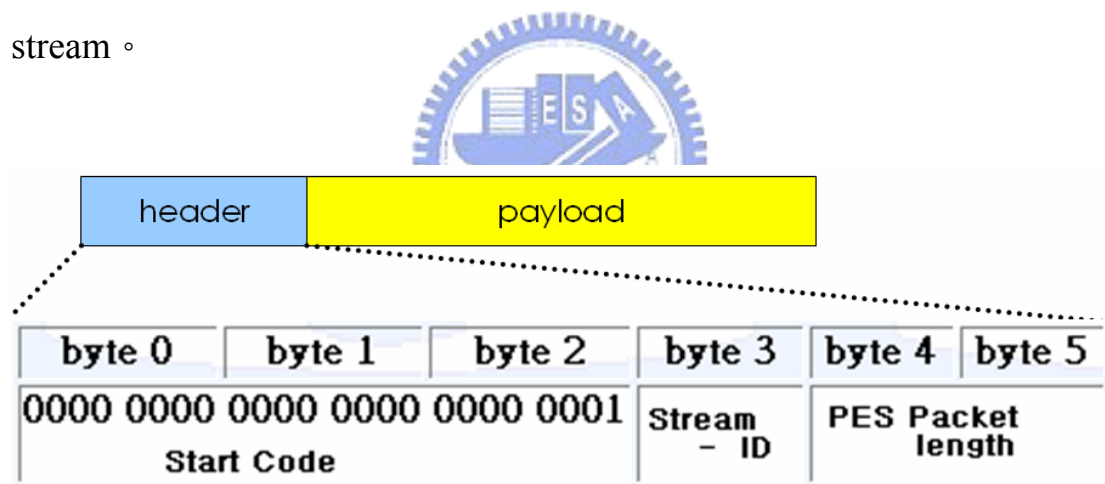 stream。
E S A
header payload
byte 0 byte 1 byte 2 byte 3 byte 4 byte 5
0000 0000 0000 0000 0000 0001
Start Code
Stream
- ID
PES Packet
length